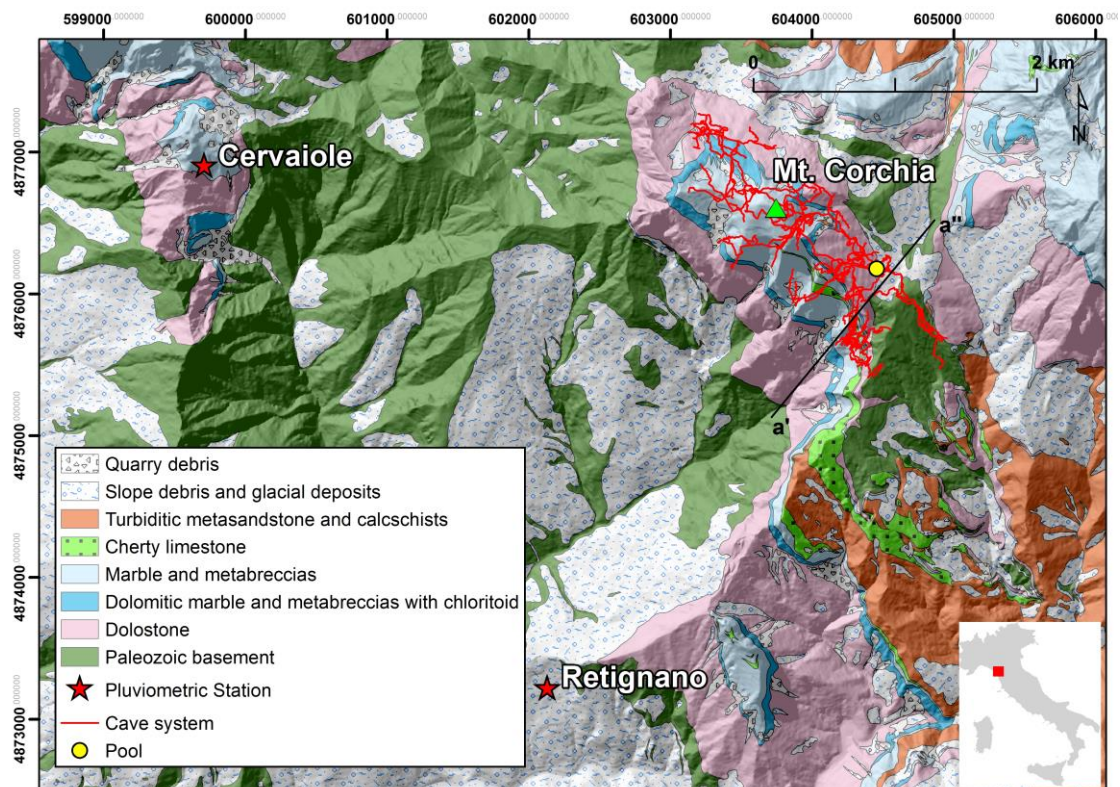 599000.000000 600000.000000 601000.000000 602000.000000 603000.000000 604000.000000 605000.000000 606000.000000
0 2 km
N
4877000.000000
Cervaiole
Mt. Corchia
a"
4876000.000000
a'
4875000.000000
Quarry debris
Slope debris and glacial deposits
Turbiditic metasandstone and calcschists
Cherty limestone
Marble and metabreccias
4874000.000000
Dolomitic marble and metabreccias with chloritoid
Dolostone
Paleozoic basement
Retignano
Pluviometric Station
4873000.000000
Cave system
Pool